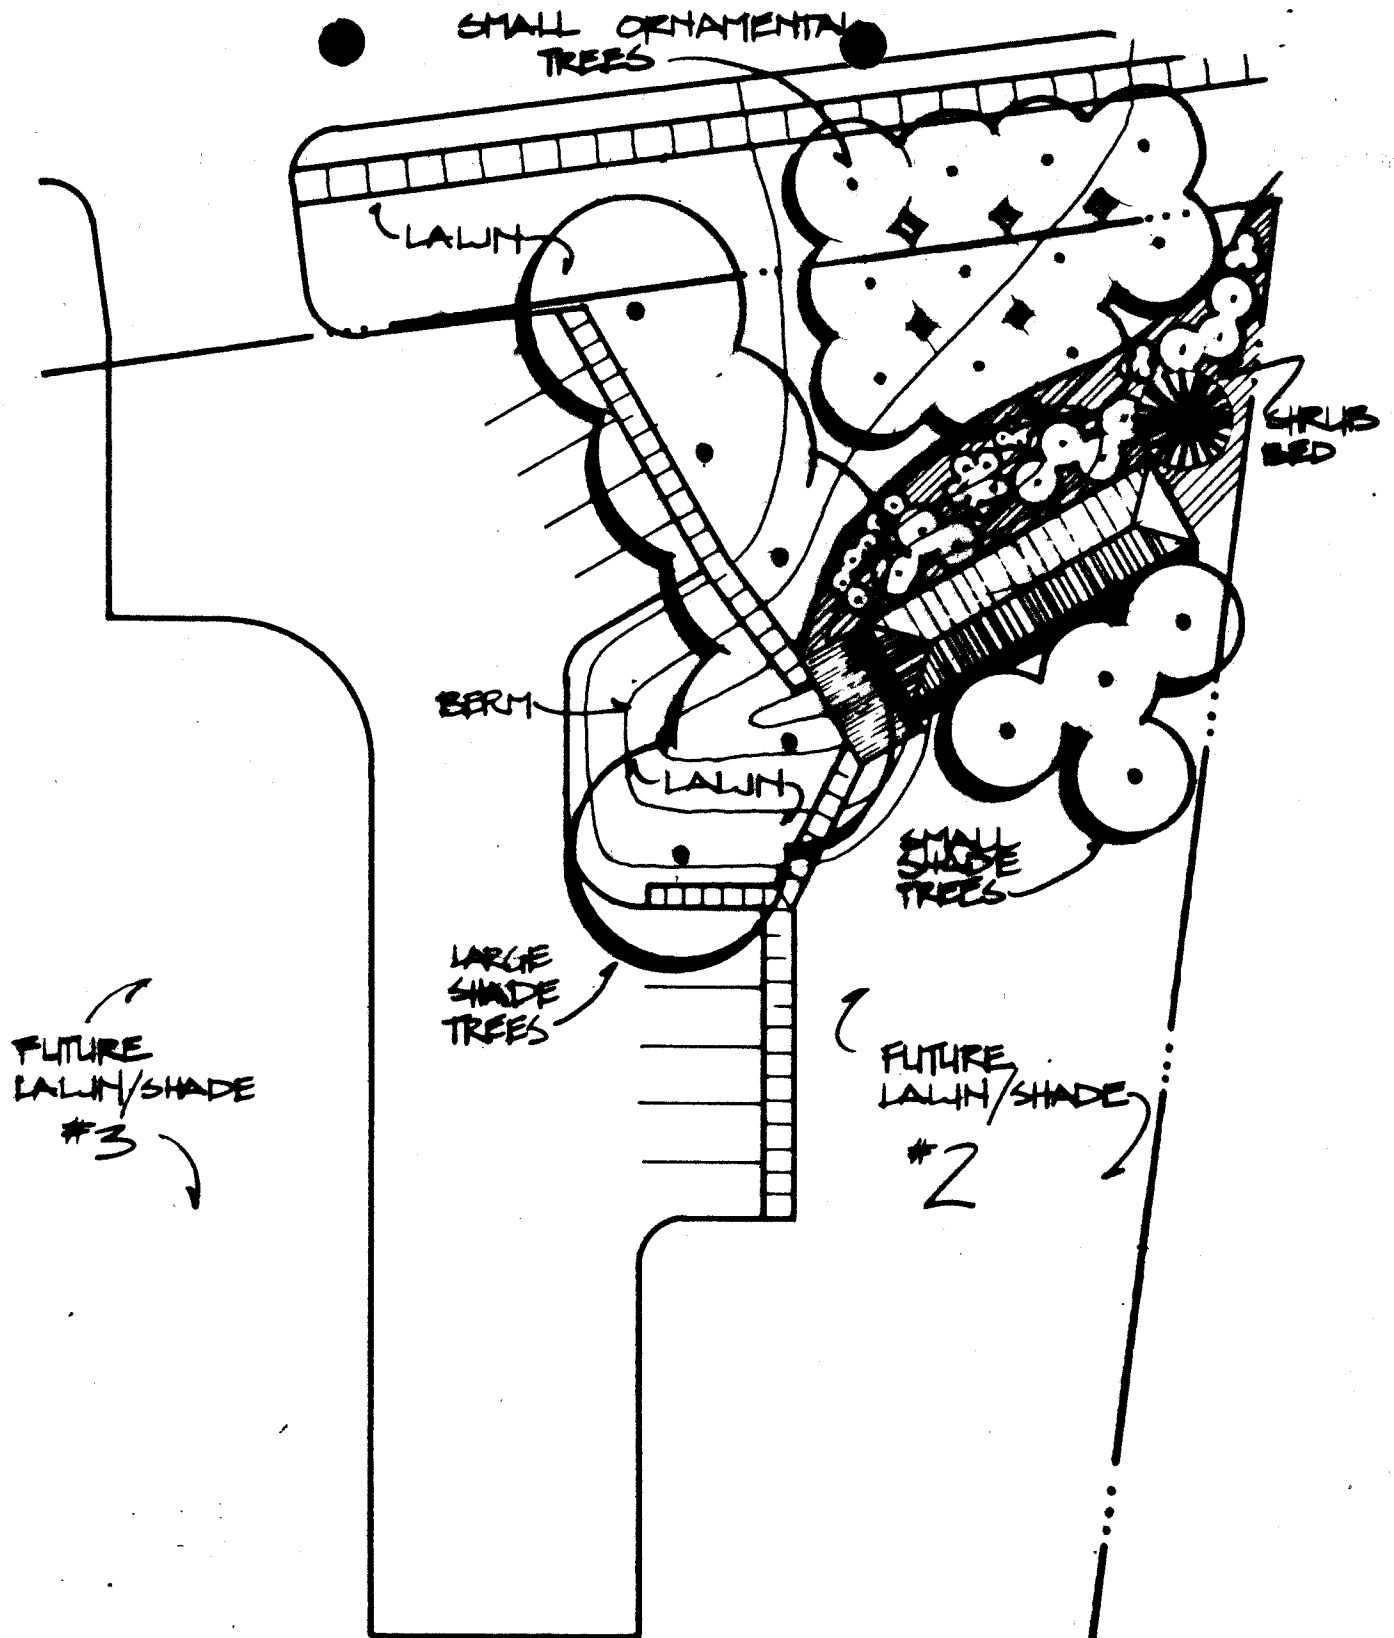 SMALL ORNAMENTAL
TREES
LAWN
SHRUB
BED
BERM
LAWN
SMALL
SHADE
TREES
LARGE
SHADE
TREES
FUTURE
LAWN/SHADE
#3
FUTURE
LAWN/SHADE
#2